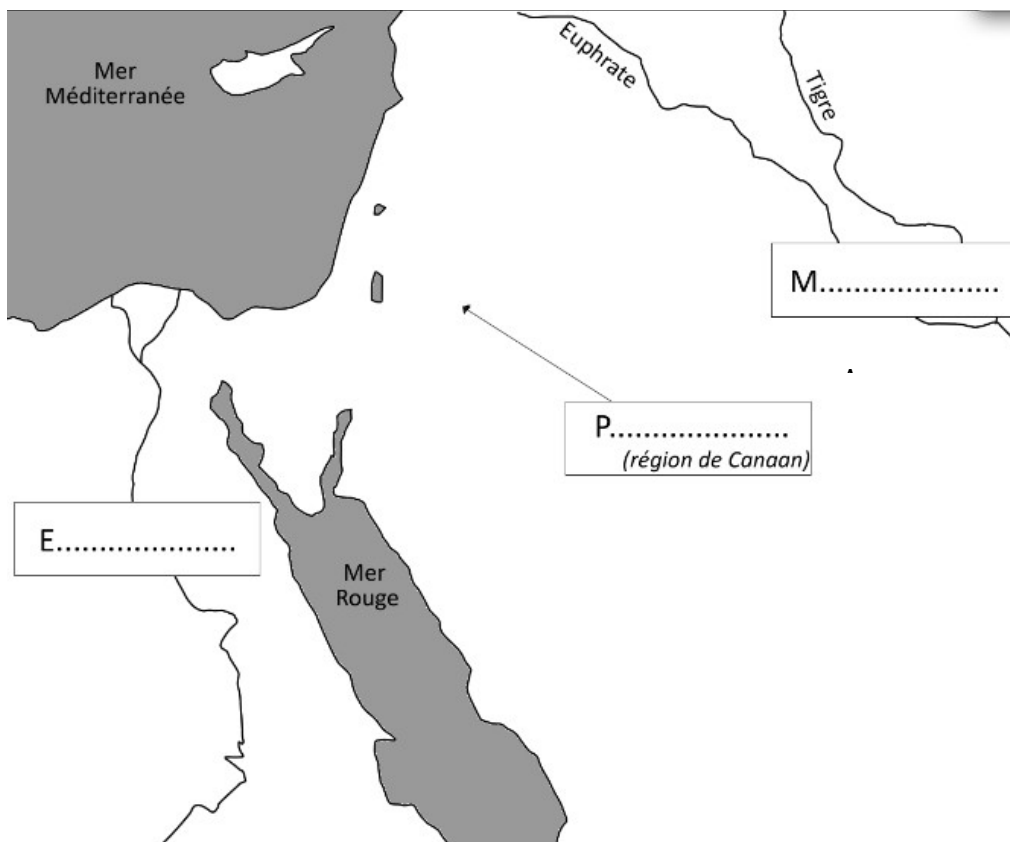 Mer
Méditerranée
Euphrate
Tigre
M.....................
P.....................
(région de Canaan)
E.....................
Mer
Rouge